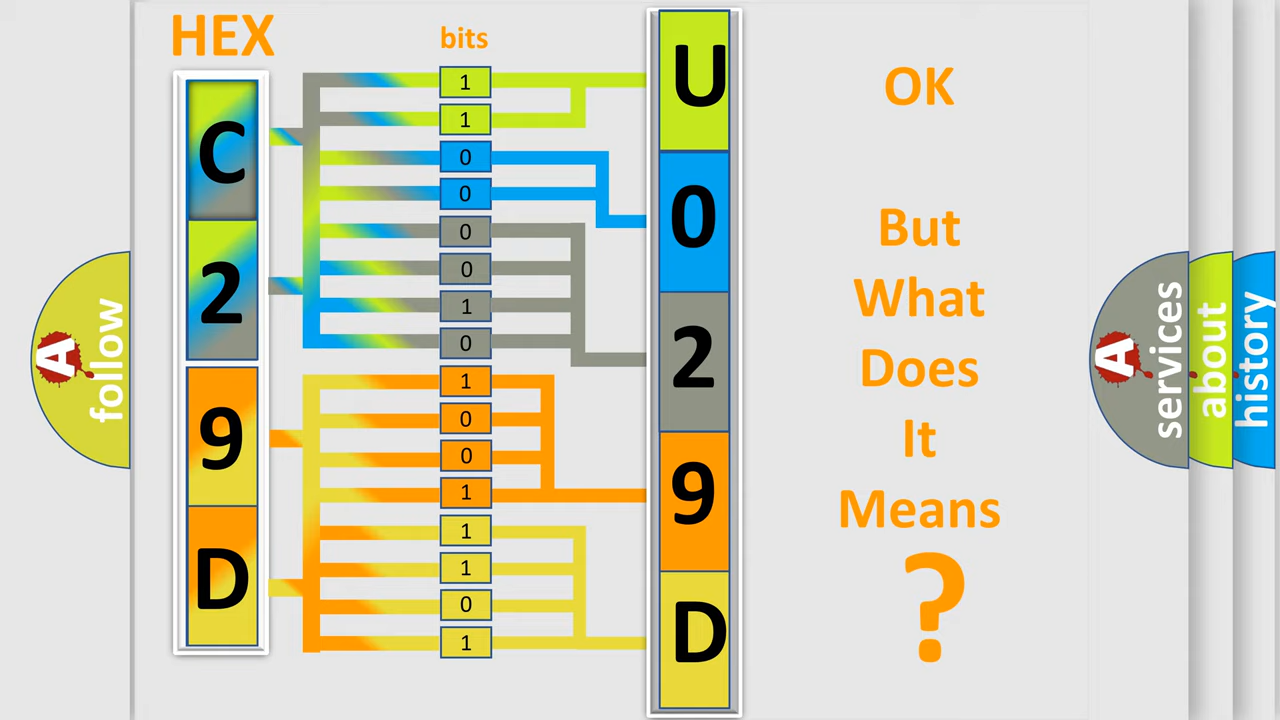 HEX
bits
C
2
9
D
1
1
0
0
0
0
1
0
1
0
0
1
1
1
0
1
U
0
2
9
D
OK
But
What
Does
It
Means
?
A
follow
A
services
about
history